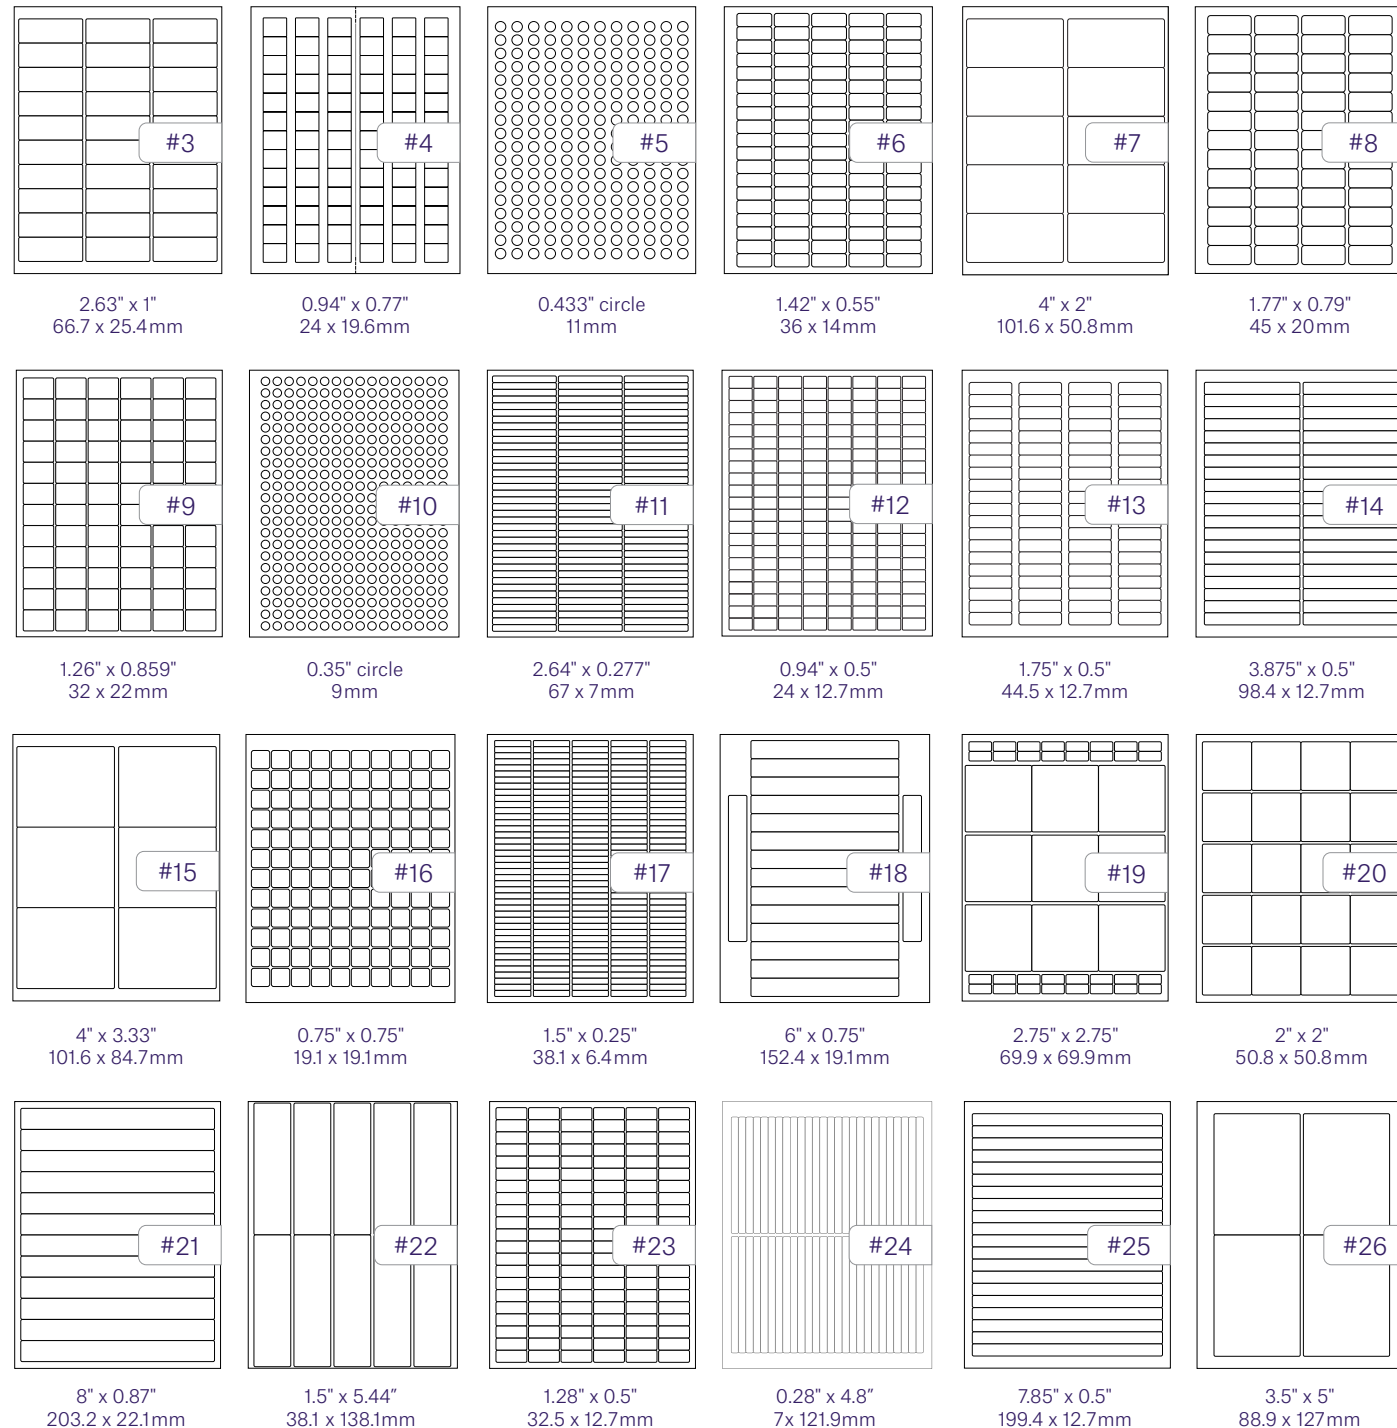 #3
#4
#5
#6
#7
#8
2.63" x 1"
66.7 x 25.4mm
0.94" x 0.77"
24 x 19.6mm
0.433" circle
11mm
1.42" x 0.55"
36 x 14mm
4" x 2"
101.6 x 50.8mm
1.77" x 0.79"
45 x 20mm
#9
#10
#11
#12
#13
#14
1.26" x 0.859"
32 x 22mm
0.35" circle
9mm
2.64" x 0.277"
67 x 7mm
0.94" x 0.5"
24 x 12.7mm
1.75" x 0.5"
44.5 x 12.7mm
3.875" x 0.5"
98.4 x 12.7mm
#15
#16
#17
#18
#19
#20
4" x 3.33"
101.6 x 84.7mm
0.75" x 0.75"
19.1 x 19.1mm
1.5" x 0.25"
38.1 x 6.4mm
6" x 0.75"
152.4 x 19.1mm
2.75" x 2.75"
69.9 x 69.9mm
2" x 2"
50.8 x 50.8mm
#21
#22
#23
#24
#25
#26
8" x 0.87"
203.2 x 22.1mm
1.5" x 5.44″
38.1 x 138.1mm
1.28" x 0.5"
32.5 x 12.7mm
0.28" x 4.8″
7 x 121.9mm
7.85" x 0.5"
199.4 x 12.7mm
3.5" x 5"
88.9 x 127mm